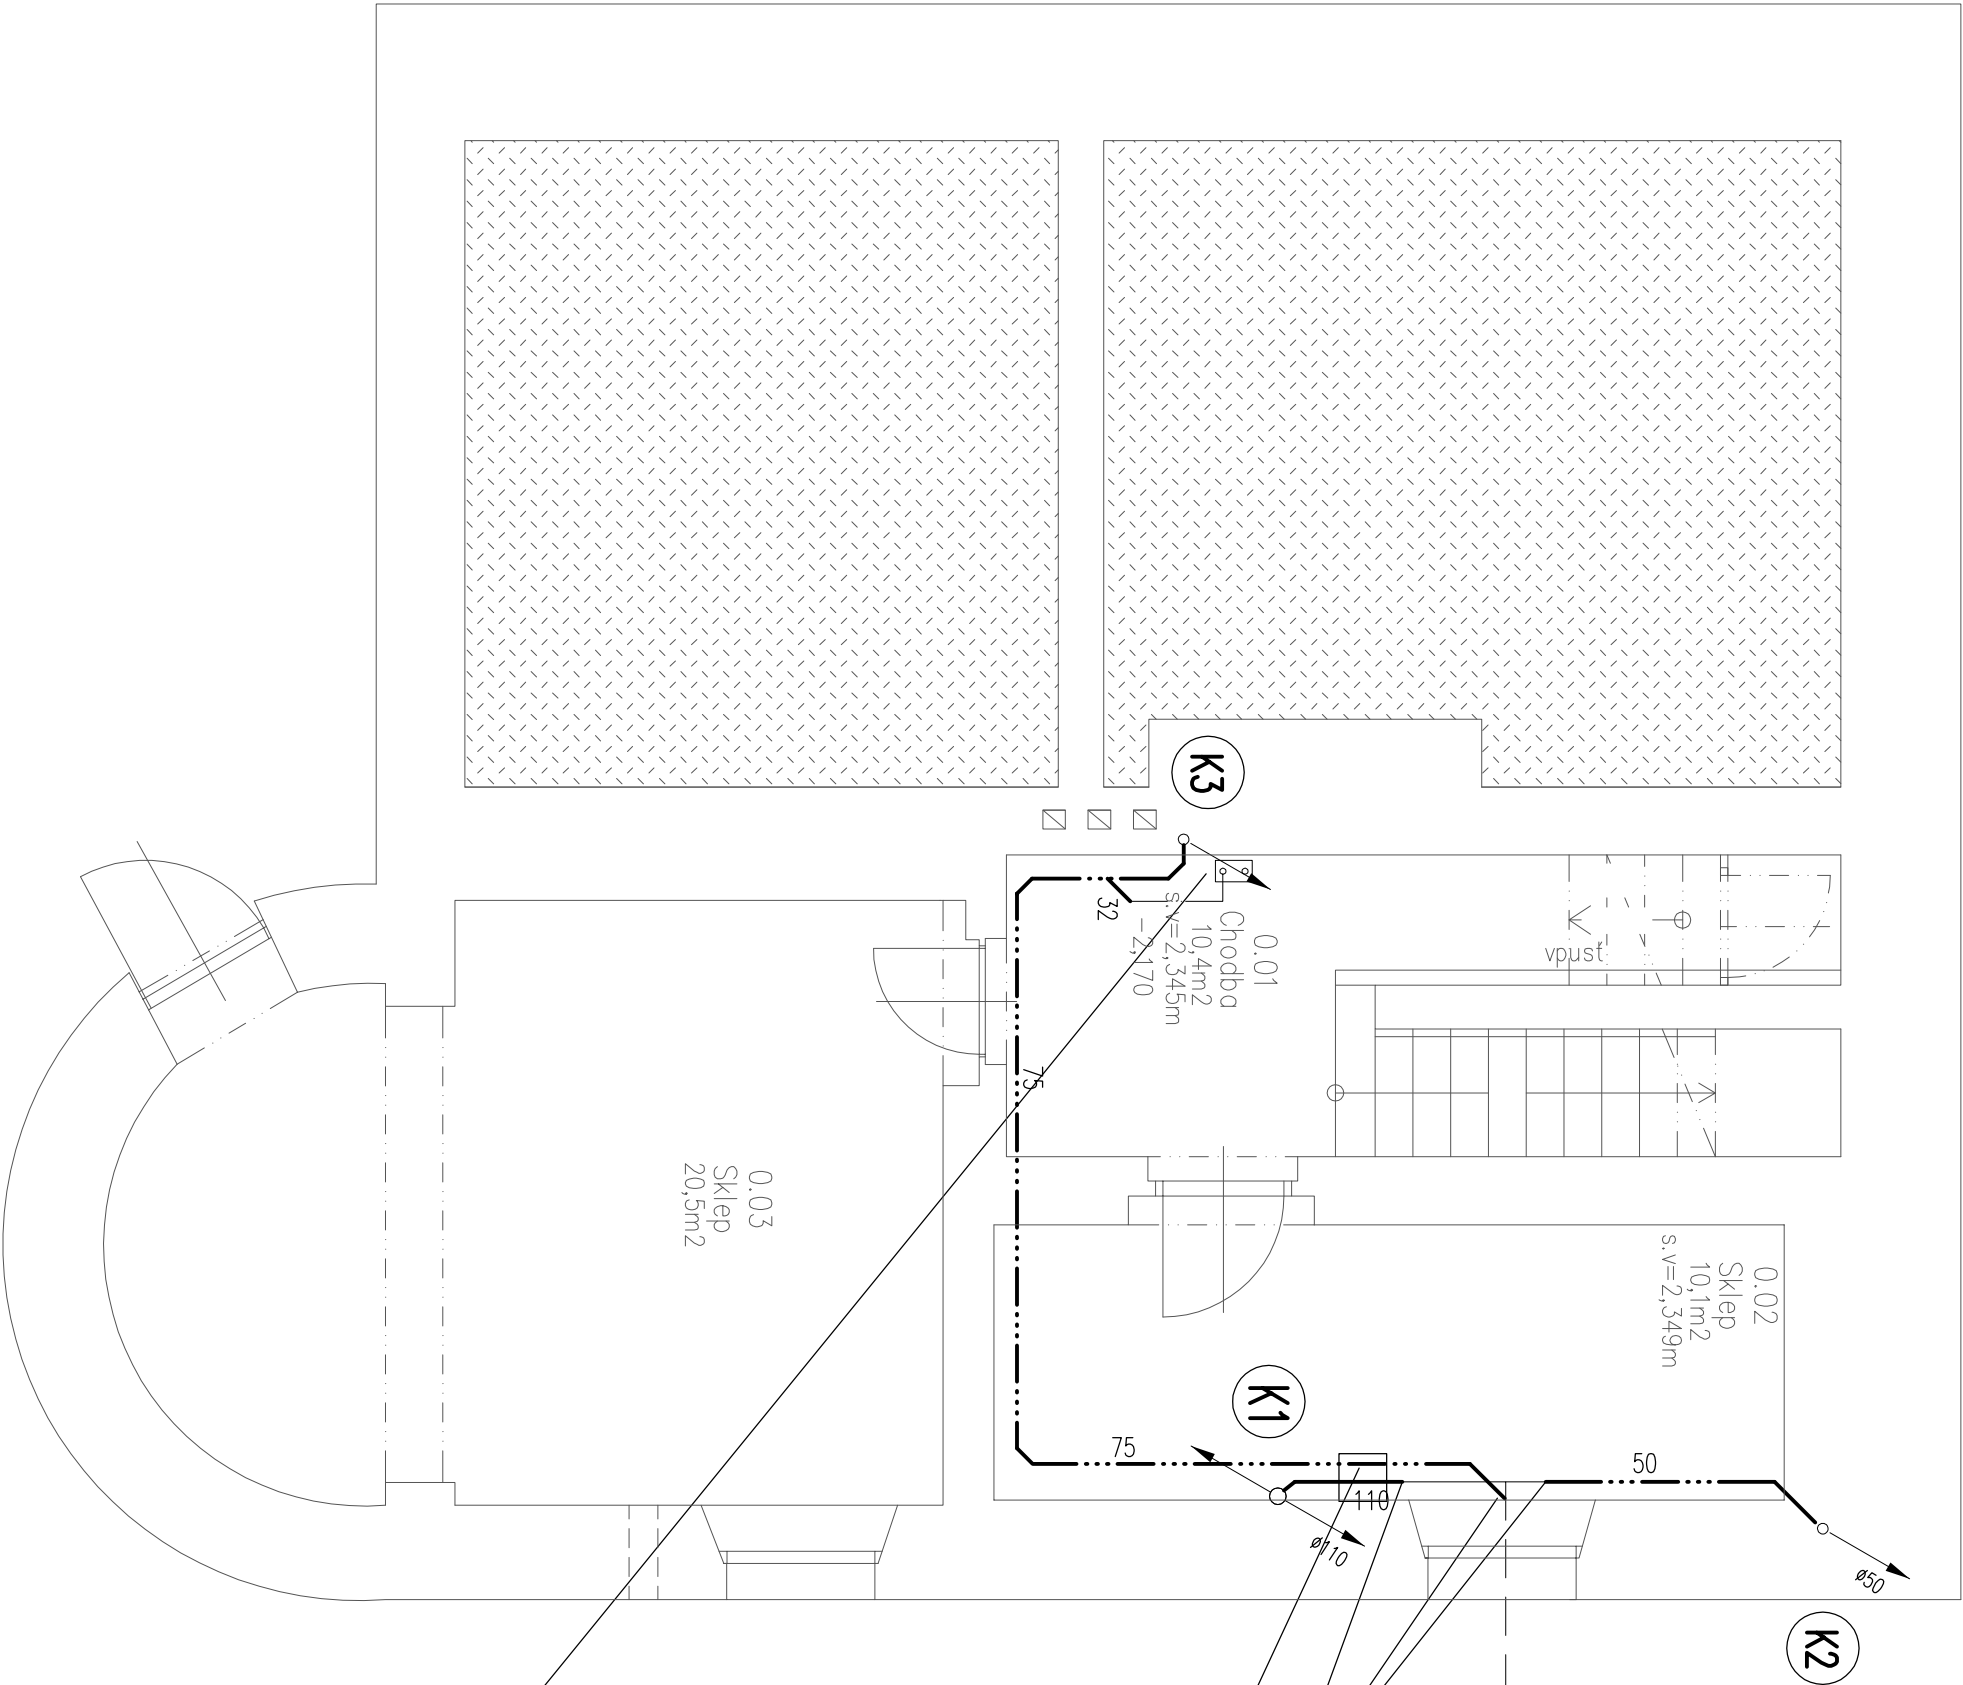 K3
32
0.01
Chodba
10,4m2
s.v=2,345m
-2,170
vpust
75
0.03
Sklep
20,5m2
0.02
Sklep
10,1m2
s.v=2,349m
K1
75
50
110
ø110
ø50
K2